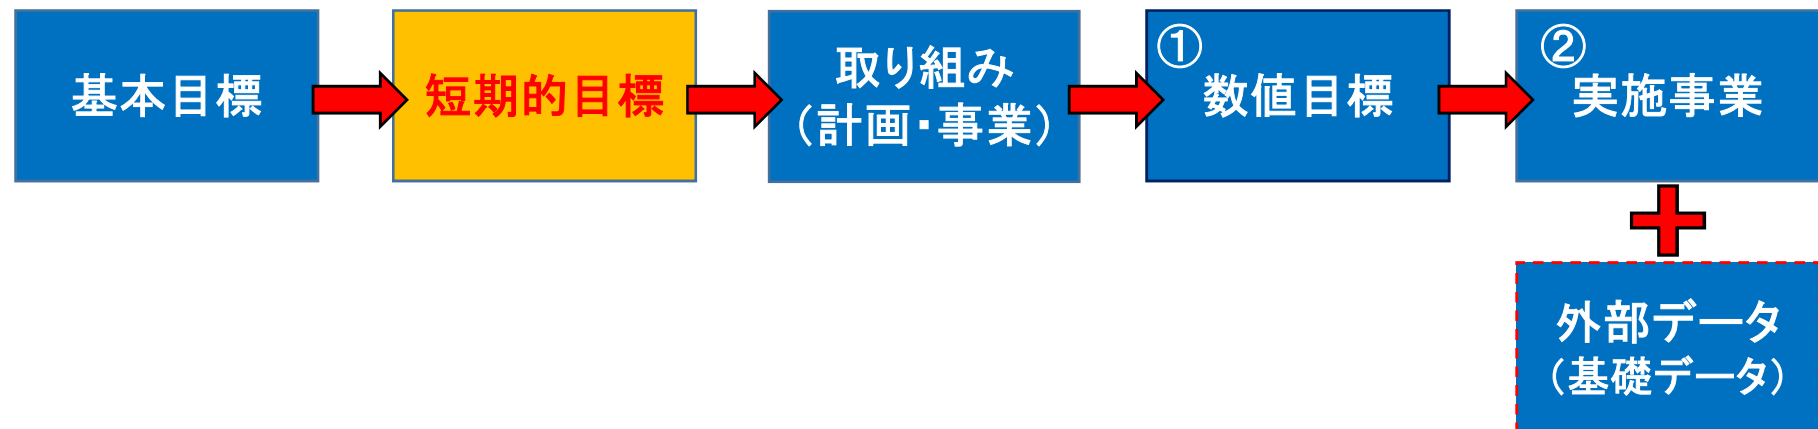 基本目標
短期的目標
取り組み
（計画・事業）
①
数値目標
②
実施事業
外部データ
（基礎データ）